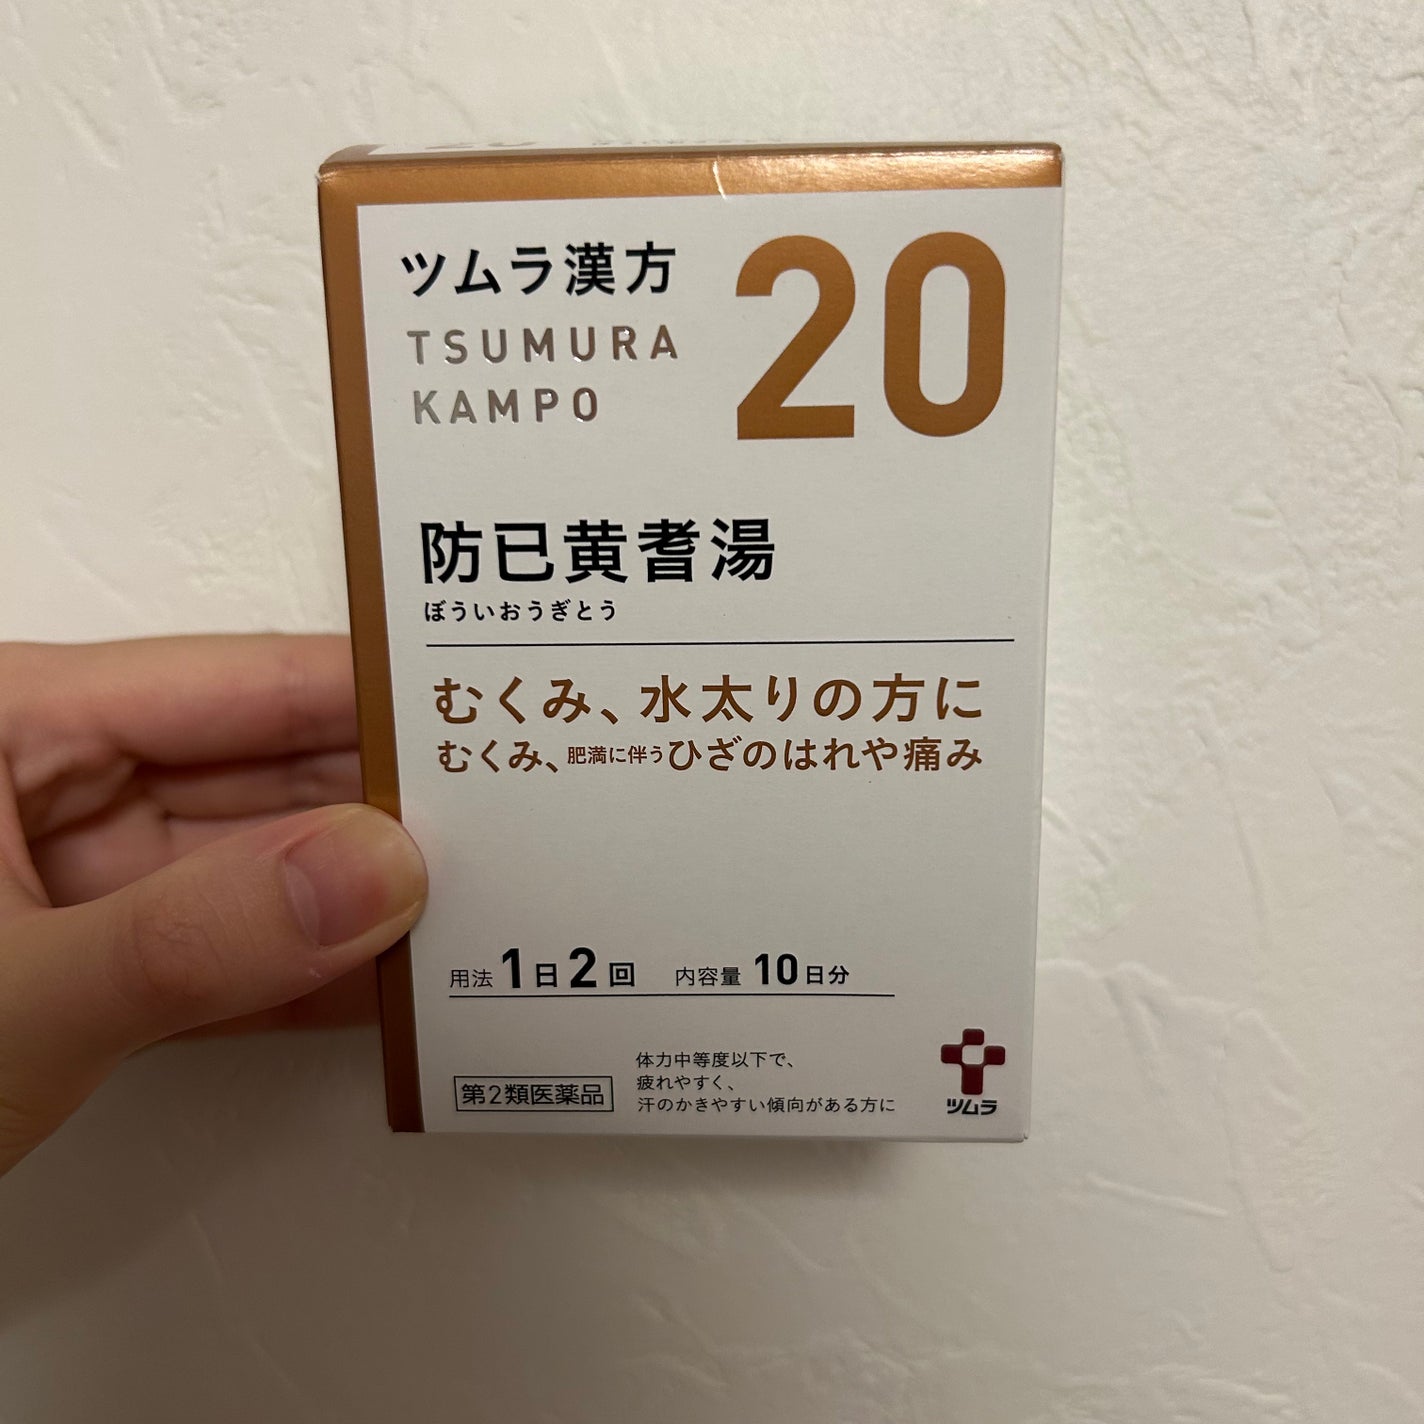 ツムラ漢方
TSUMURA
KAMPO
20
防已黄耆湯
ぼういおうぎとう
むくみ、水太りの方に
むくみ、肥満に伴うひざのはれや痛み
用法 1日2回 内容量 10日分
第2類医薬品
体力中等度以下で、
疲れやすく、
汗のかきやすい傾向がある方に
ツムラ